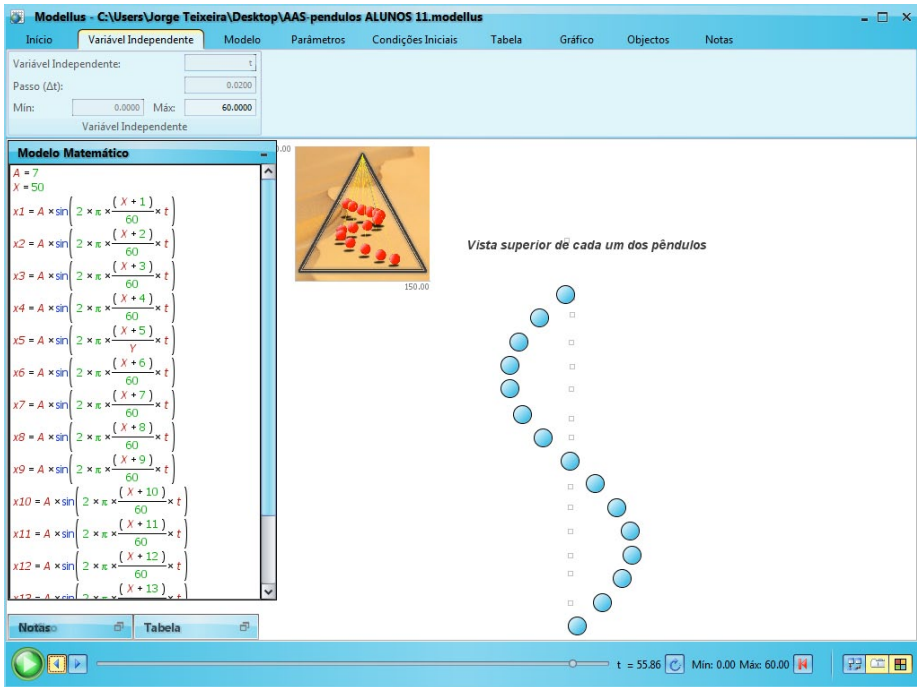 Modellus - C:\Users\Jorge Teixeira\Desktop\AAS-pendulos ALUNOS 11.modellus
Início Variável Independente Modelo Parâmetros Condições Iniciais Tabela Gráfico Objectos Notas
Variável Independente: t
Passo (Δt): 0.0200
Mín: 0.0000 Máx: 60.0000
Variável Independente
Modelo Matemático
A = 7
X = 50
x1 = A × sin( 2 × π × ( X + 1 ) / 60 × t )
x2 = A × sin( 2 × π × ( X + 2 ) / 60 × t )
x3 = A × sin( 2 × π × ( X + 3 ) / 60 × t )
x4 = A × sin( 2 × π × ( X + 4 ) / 60 × t )
x5 = A × sin( 2 × π × ( X + 5 ) / Y × t )
x6 = A × sin( 2 × π × ( X + 6 ) / 60 × t )
x7 = A × sin( 2 × π × ( X + 7 ) / 60 × t )
x8 = A × sin( 2 × π × ( X + 8 ) / 60 × t )
x9 = A × sin( 2 × π × ( X + 9 ) / 60 × t )
x10 = A × sin( 2 × π × ( X + 10 ) / 60 × t )
x11 = A × sin( 2 × π × ( X + 11 ) / 60 × t )
x12 = A × sin( 2 × π × ( X + 12 ) / 60 × t )
x13 = A × sin( 2 × π × ( X + 13 ) × t
150.00
Vista superior de cada um dos pêndulos
Notas Tabela
t = 55.86 Mín: 0.00 Máx: 60.00